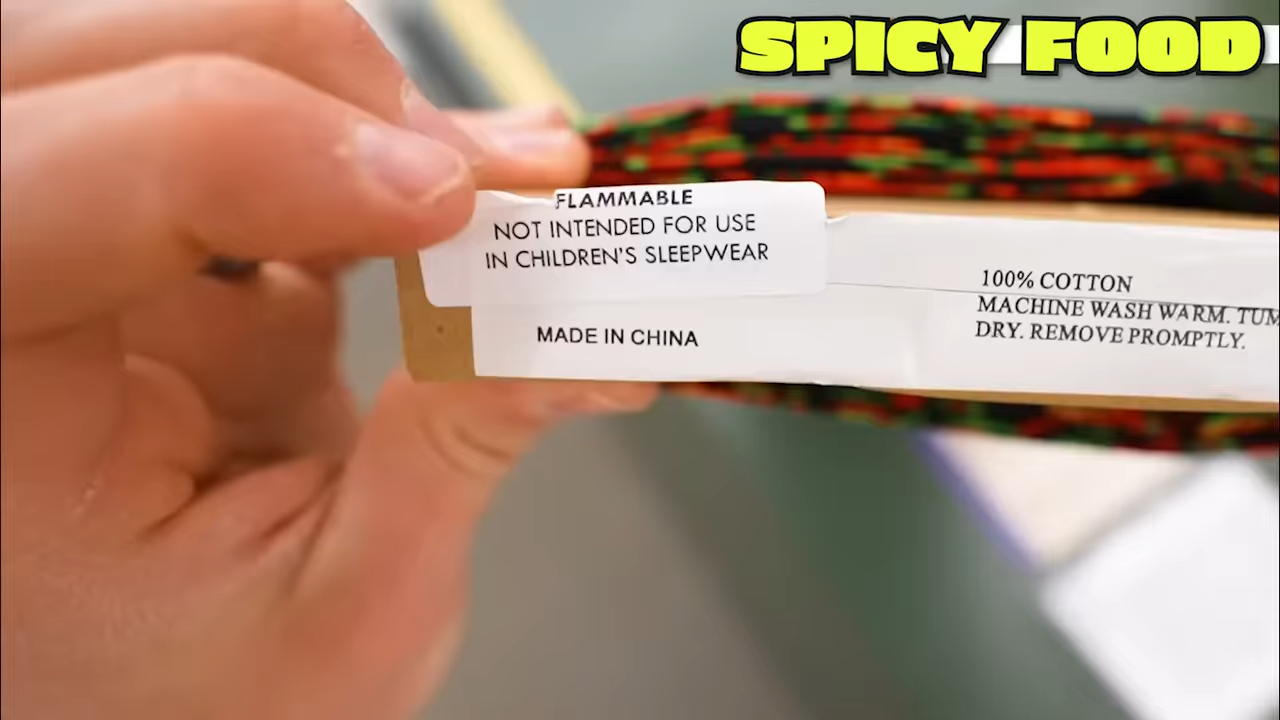 SPICY FOOD
FLAMMABLE
NOT INTENDED FOR USE
IN CHILDREN'S SLEEPWEAR
MADE IN CHINA
100% COTTON
MACHINE WASH WARM. TUM
DRY. REMOVE PROMPTLY.